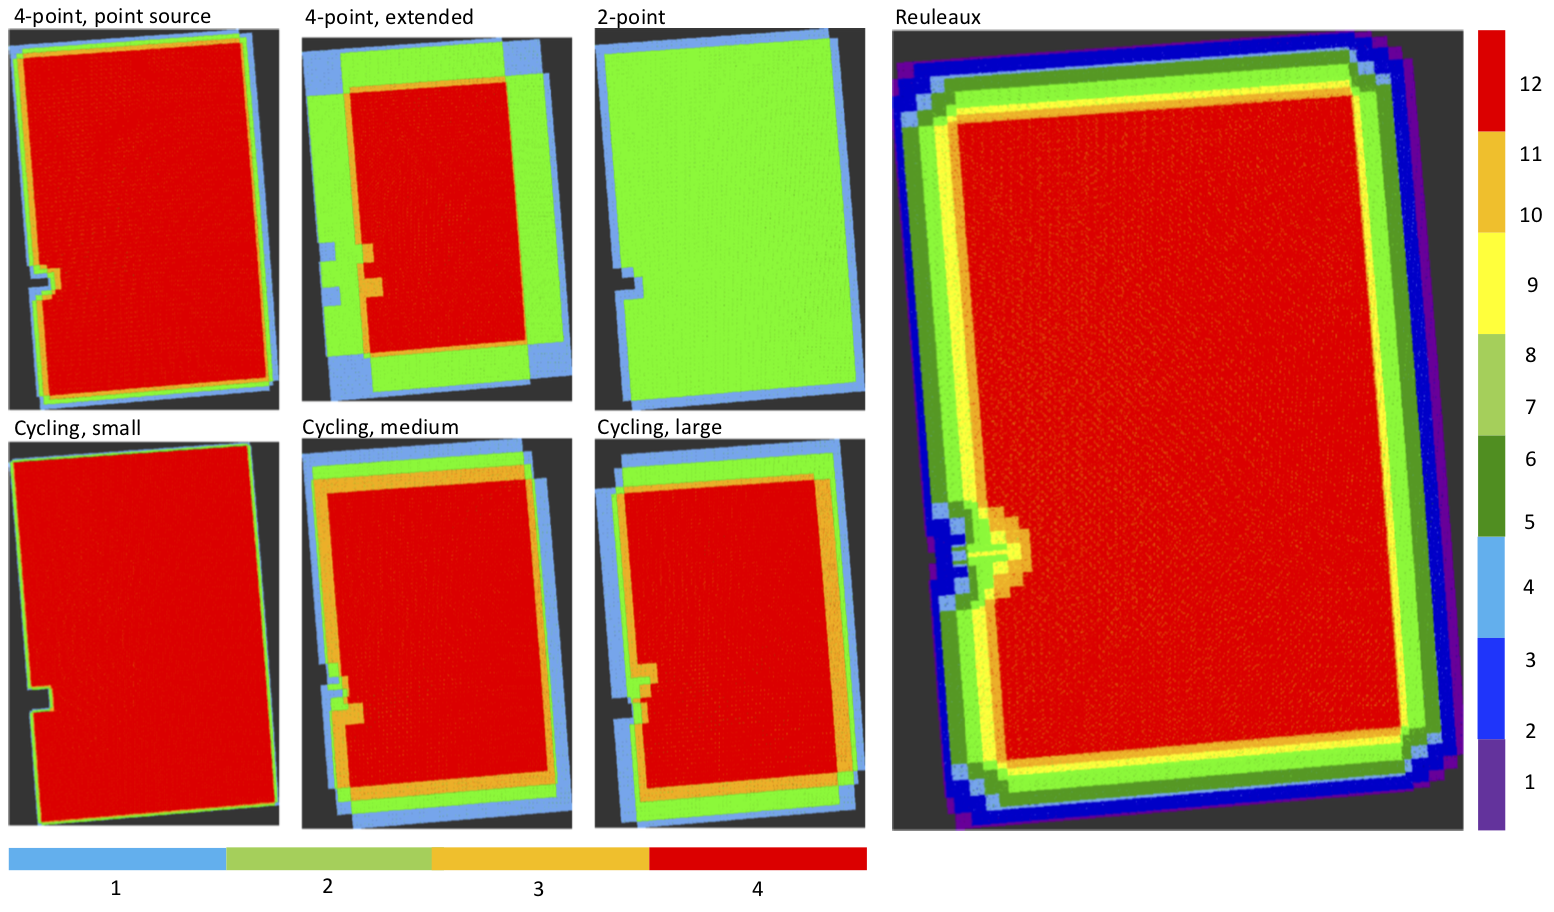 4-point, point source
4-point, extended
2-point
Reuleaux
Cycling, small
Cycling, medium
Cycling, large
12
11
10
9
8
7
6
5
4
3
2
1
1
2
3
4